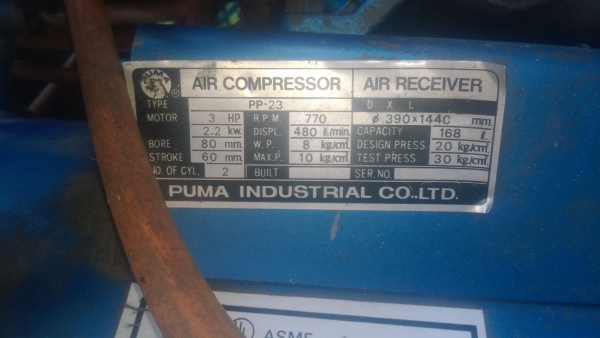 PUMA
AIR COMPRESSOR AIR RECEIVER
TYPE PP-23 D X L
MOTOR 3 HP R.P.M. 770 ø 390×1440 mm
2.2 kw. DISPL. 480 ℓ/min. CAPACITY 168 ℓ
BORE 80 mm W.P. 8 kg/cm². DESIGN PRESS 20 kg/cm².
STROKE 60 mm MAX.P. 10 kg/cm². TEST PRESS 30 kg/cm².
NO. OF CYL. 2 BUILT SER.NO.
PUMA INDUSTRIAL CO.,LTD.
ASME